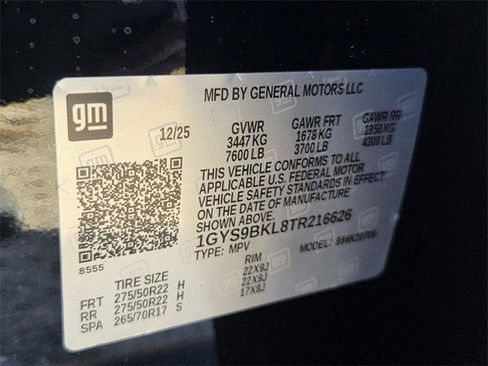 gm
MFD BY GENERAL MOTORS LLC
12/25 GVWR GAWR FRT GAWR RR
3447 KG 1678 KG 1950 KG
7600 LB 3700 LB 4300 LB
THIS VEHICLE CONFORMS TO ALL
APPLICABLE U.S. FEDERAL MOTOR
VEHICLE SAFETY STANDARDS IN EFFECT
ON THE DATE OF MANUFACTURE
SHOWN ABOVE.
1GYS9BKL8TR216626
TYPE: MPV MODEL:
8555
TIRE SIZE RIM
FRT 275/50R22 H 22X9J
RR 275/50R22 H 22X9J
SPA 265/70R17 S 17X8J